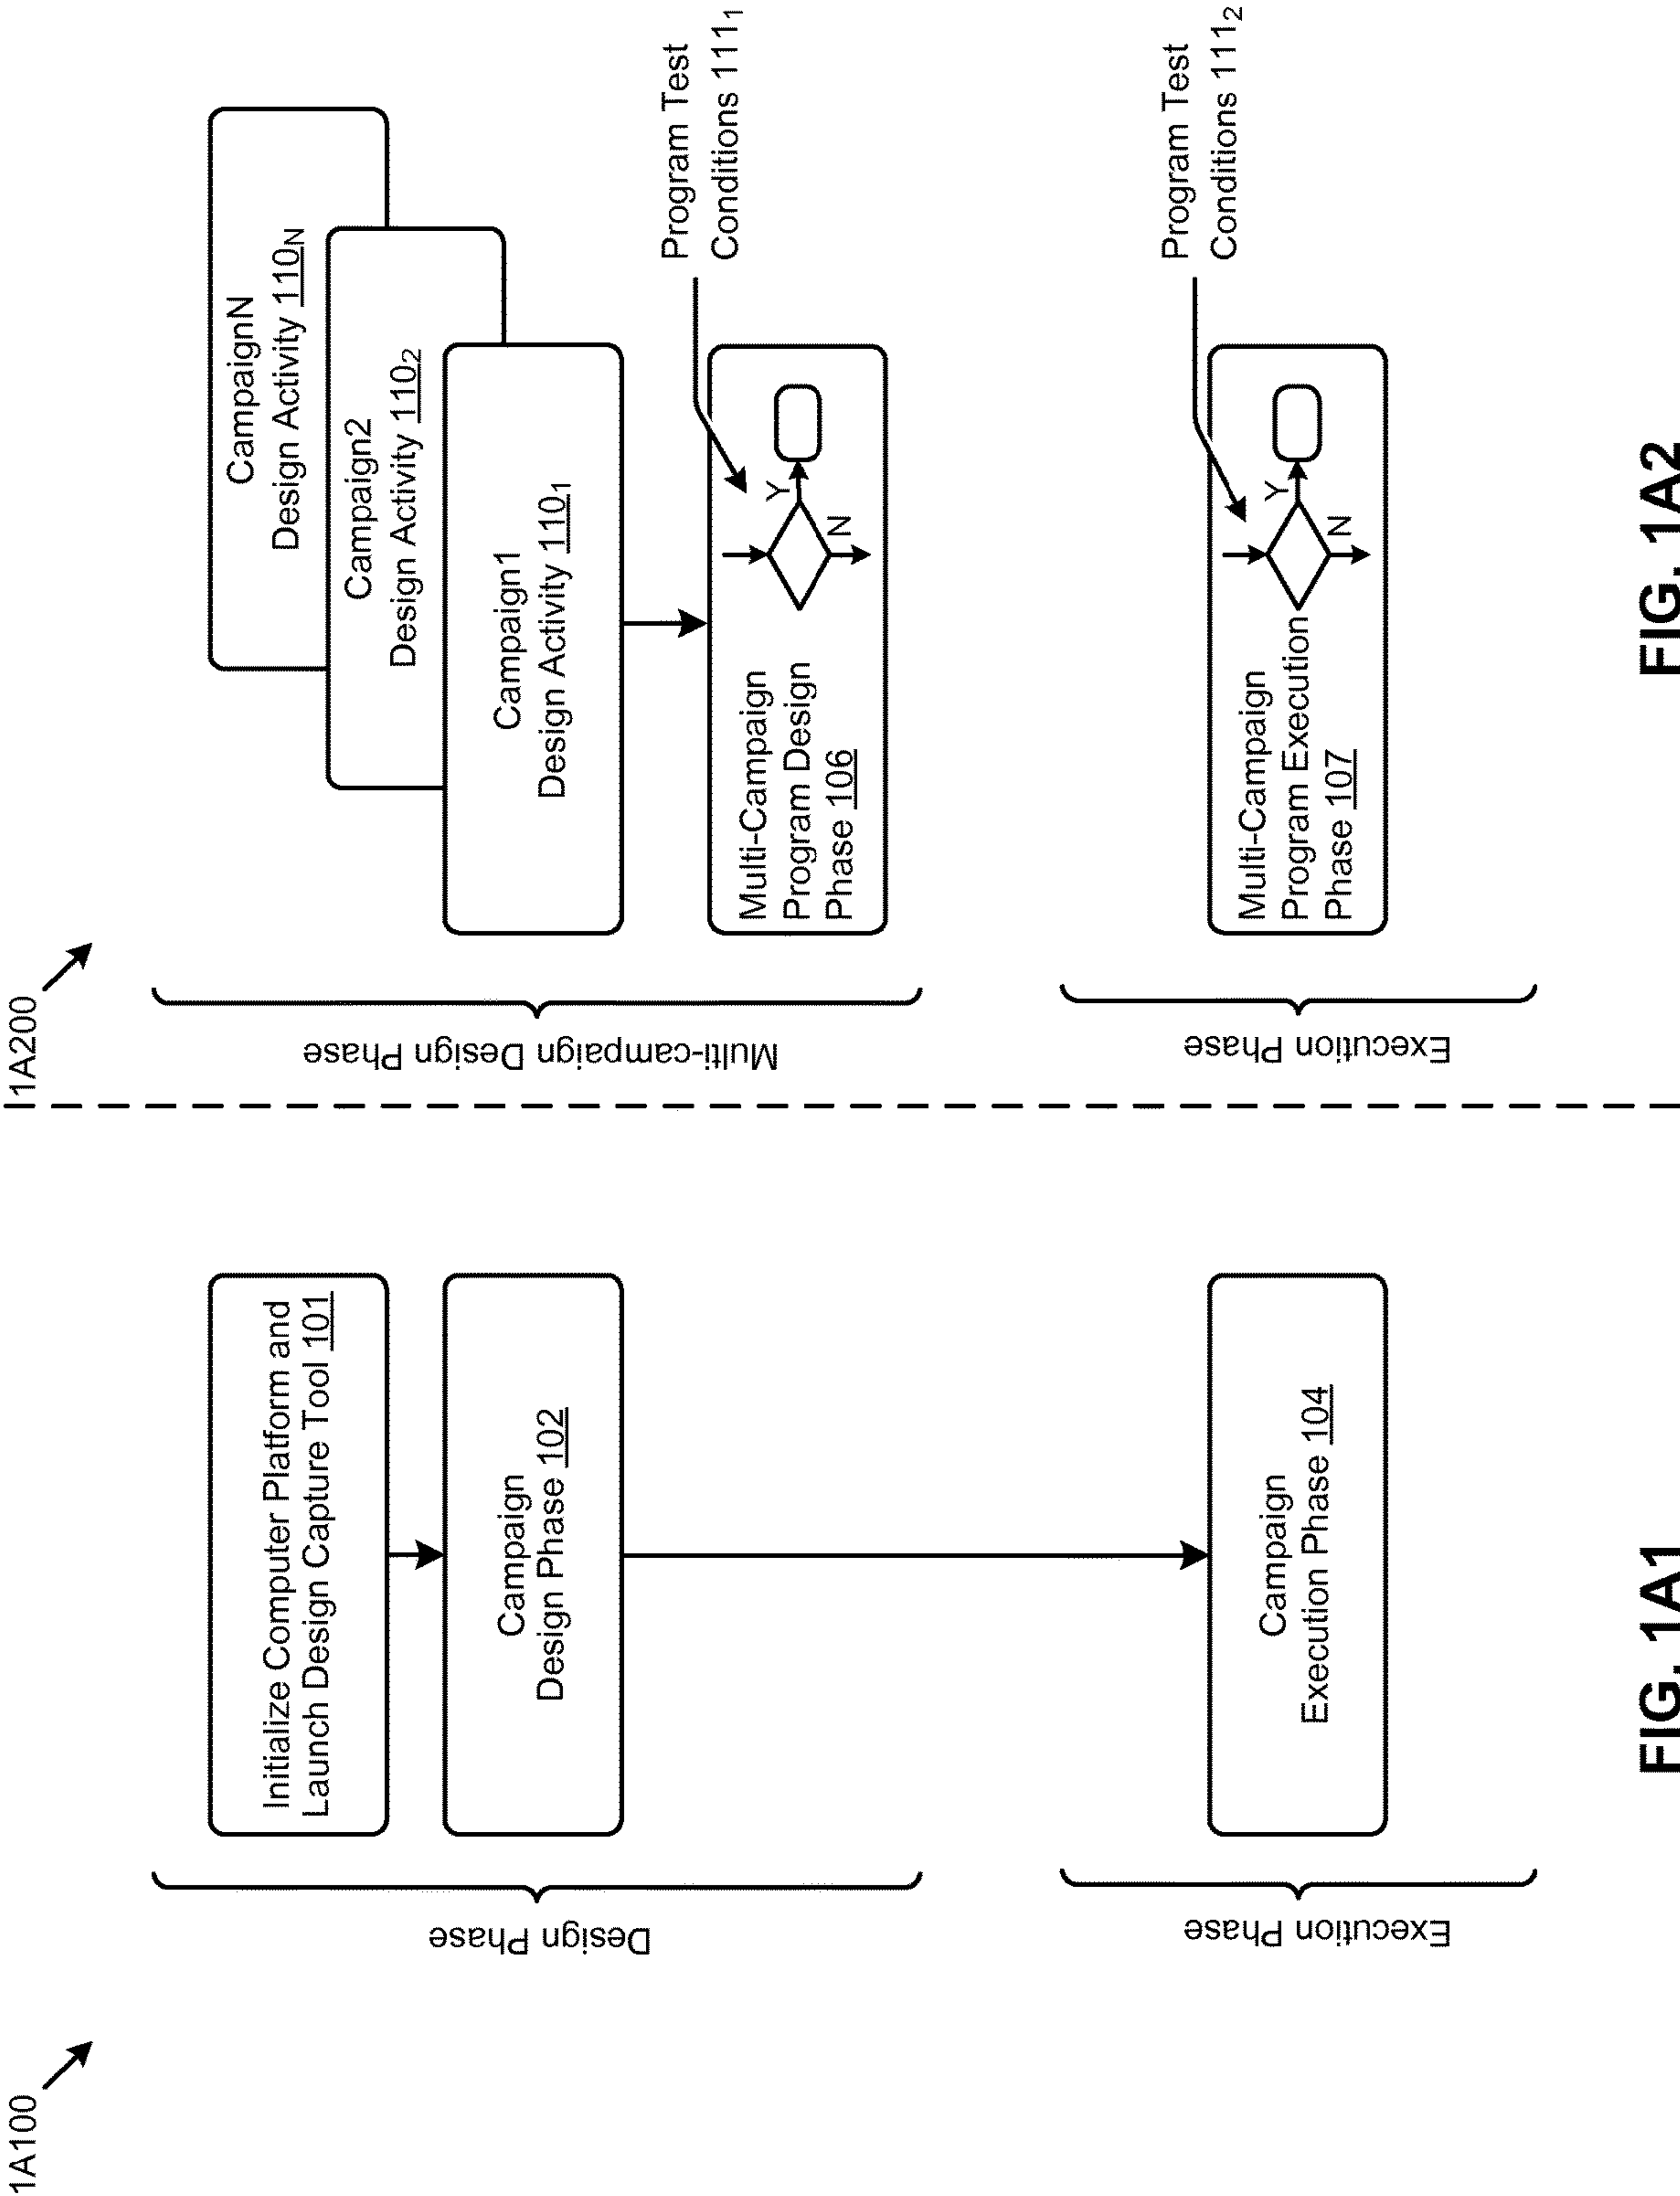 1A100
Design Phase
Initialize Computer Platform and
Launch Design Capture Tool 101
Campaign
Design Phase 102
Execution Phase
Campaign
Execution Phase 104
FIG. 1A1
1A200
Multi-campaign Design Phase
CampaignN
Design Activity 110N
Campaign2
Design Activity 1102
Campaign1
Design Activity 1101
Program Test
Conditions 1111
Multi-Campaign
Program Design
Phase 106
Y
N
Program Test
Conditions 1112
Execution Phase
Multi-Campaign
Program Execution
Phase 107
Y
N
FIG. 1A2